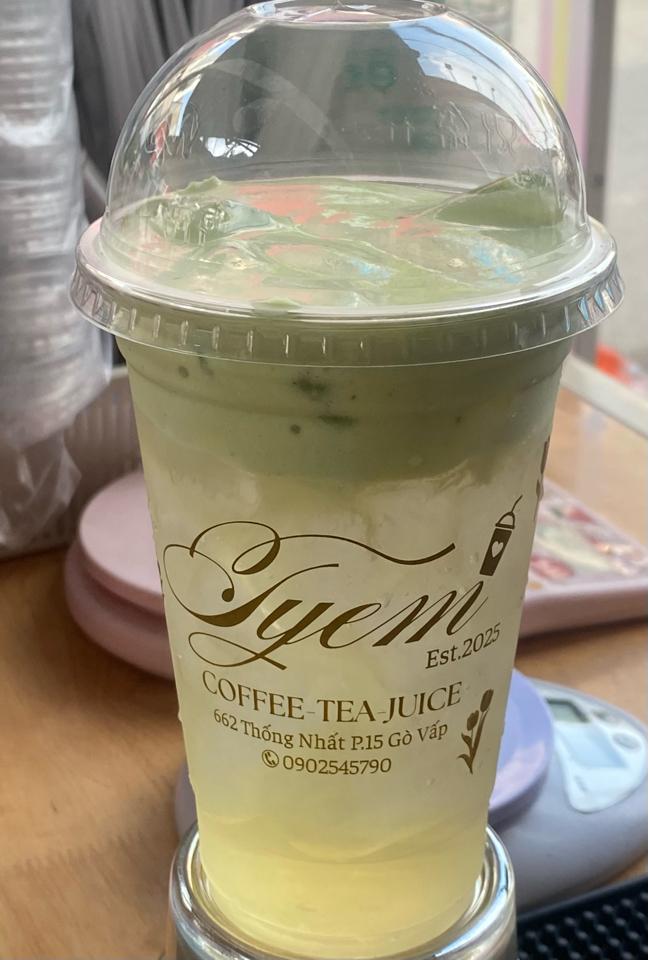 Tyem
Est.2025
COFFEE-TEA-JUICE
662 Thống Nhất P.15 Gò Vấp
0902545790